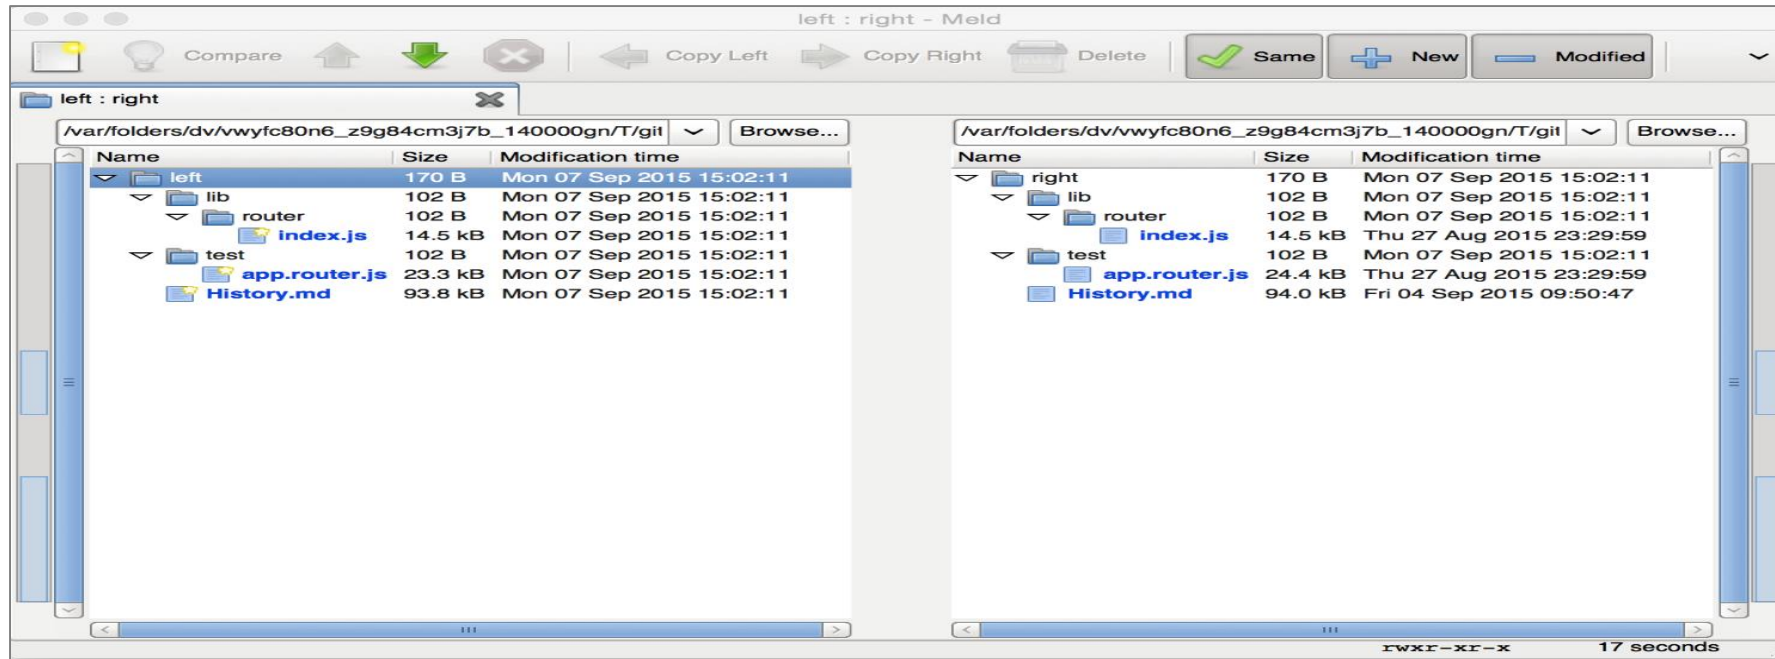 left : right - Meld
Compare Copy Left Copy Right Delete Same New Modified
left : right
/var/folders/dv/vwyfc80n6_z9g84cm3j7b_140000gn/T/git Browse...
Name Size Modification time
left 170 B Mon 07 Sep 2015 15:02:11
lib 102 B Mon 07 Sep 2015 15:02:11
router 102 B Mon 07 Sep 2015 15:02:11
index.js 14.5 kB Mon 07 Sep 2015 15:02:11
test 102 B Mon 07 Sep 2015 15:02:11
app.router.js 23.3 kB Mon 07 Sep 2015 15:02:11
History.md 93.8 kB Mon 07 Sep 2015 15:02:11
/var/folders/dv/vwyfc80n6_z9g84cm3j7b_140000gn/T/git Browse...
Name Size Modification time
right 170 B Mon 07 Sep 2015 15:02:11
lib 102 B Mon 07 Sep 2015 15:02:11
router 102 B Mon 07 Sep 2015 15:02:11
index.js 14.5 kB Thu 27 Aug 2015 23:29:59
test 102 B Mon 07 Sep 2015 15:02:11
app.router.js 24.4 kB Thu 27 Aug 2015 23:29:59
History.md 94.0 kB Fri 04 Sep 2015 09:50:47
rwxr-xr-x 17 seconds